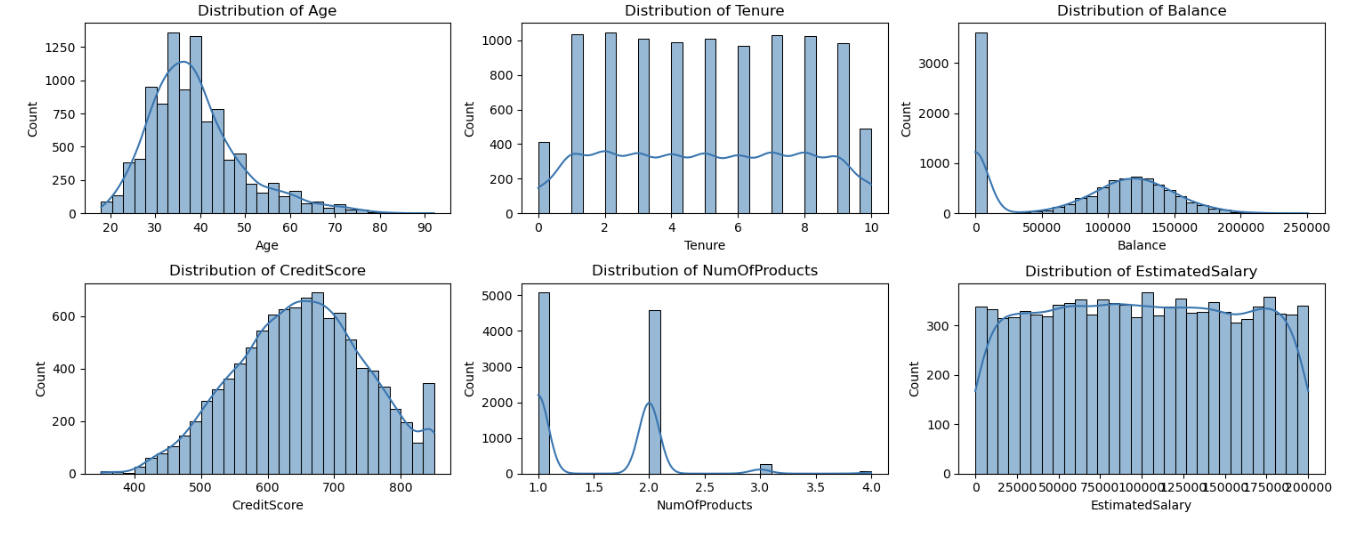 Distribution of Age
Count
1250
1000
750
500
250
0
20 30 40 50 60 70 80 90
Age
Distribution of Tenure
Count
1000
800
600
400
200
0
0 2 4 6 8 10
Tenure
Distribution of Balance
Count
3000
2000
1000
0
0 50000 100000 150000 200000 250000
Balance
Distribution of CreditScore
Count
600
400
200
0
400 500 600 700 800
CreditScore
Distribution of NumOfProducts
Count
5000
4000
3000
2000
1000
0
1.0 1.5 2.0 2.5 3.0 3.5 4.0
NumOfProducts
Distribution of EstimatedSalary
Count
300
200
100
0
0 25000 50000 75000 100000 125000 150000 175000 200000
EstimatedSalary